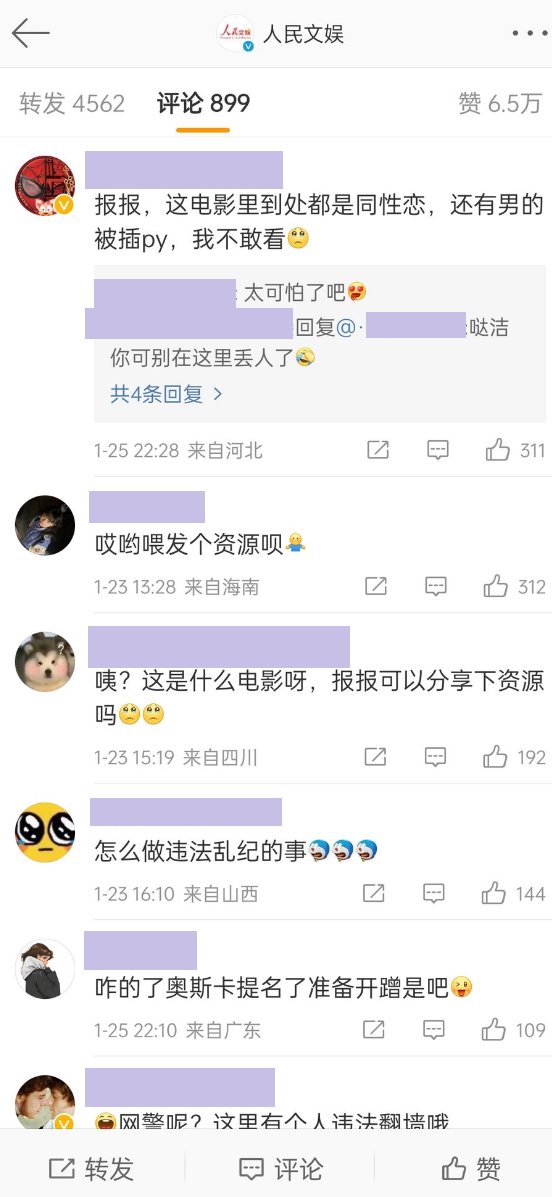 人民文娱
转发 4562 评论 899 赞 6.5万
报报，这电影里到处都是同性恋，还有男的
被插py，我不敢看
: 太可怕了吧
回复@· :哒洁
你可别在这里丢人了
共4条回复 >
1-25 22:28 来自河北 311
哎哟喂发个资源呗
1-23 13:28 来自海南 312
咦？这是什么电影呀，报报可以分享下资源
吗
1-23 15:19 来自四川 192
怎么做违法乱纪的事
1-23 16:10 来自山西 144
咋的了奥斯卡提名了准备开蹭是吧
1-25 22:10 来自广东 109
网警呢？这里有个人违法翻墙哦
转发 评论 赞